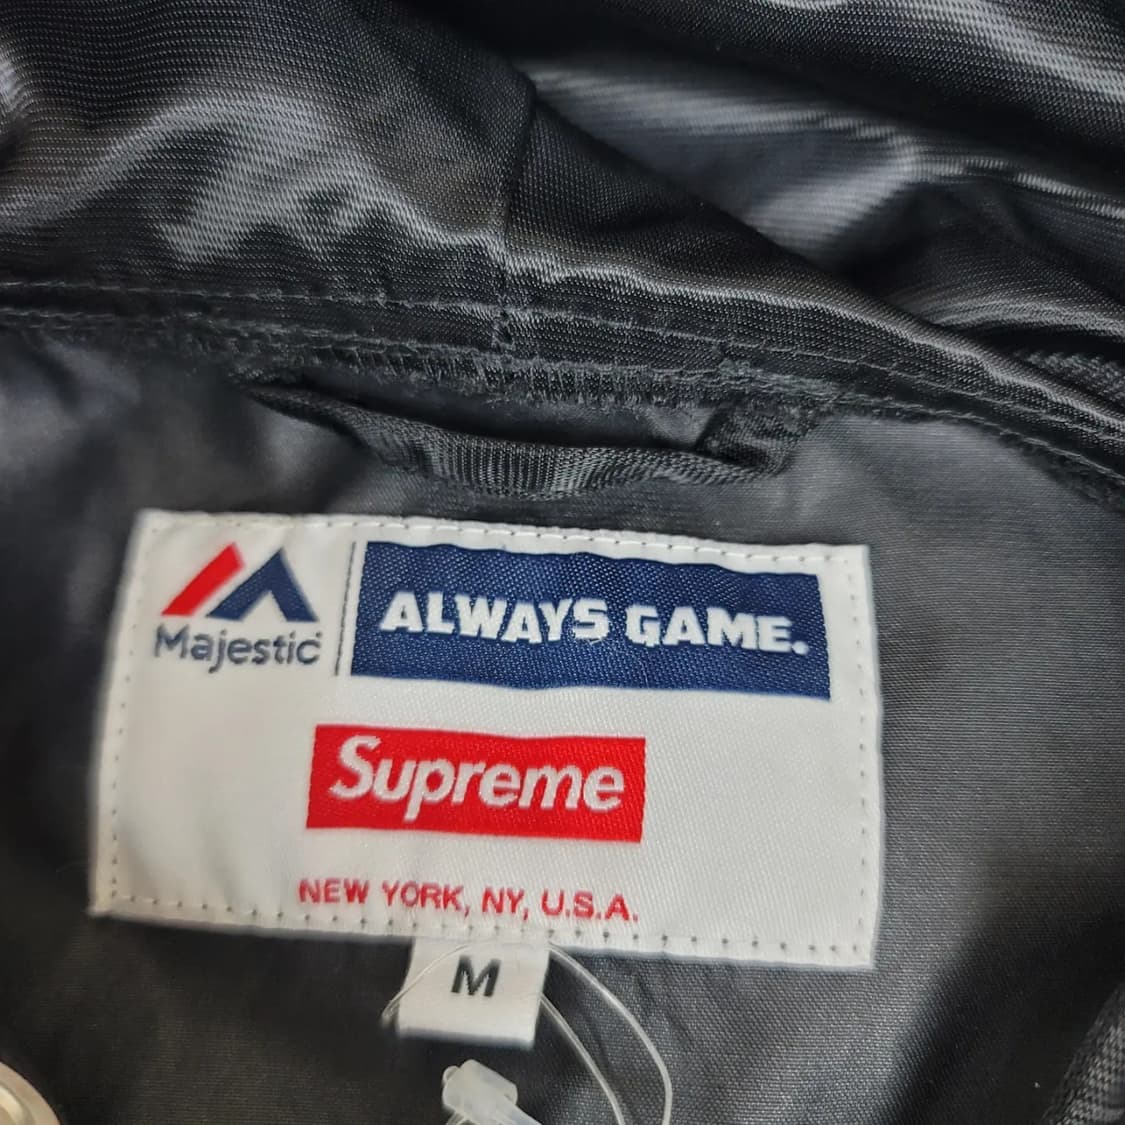 Majestic
ALWAYS GAME.
Supreme
NEW YORK, NY, U.S.A.
M